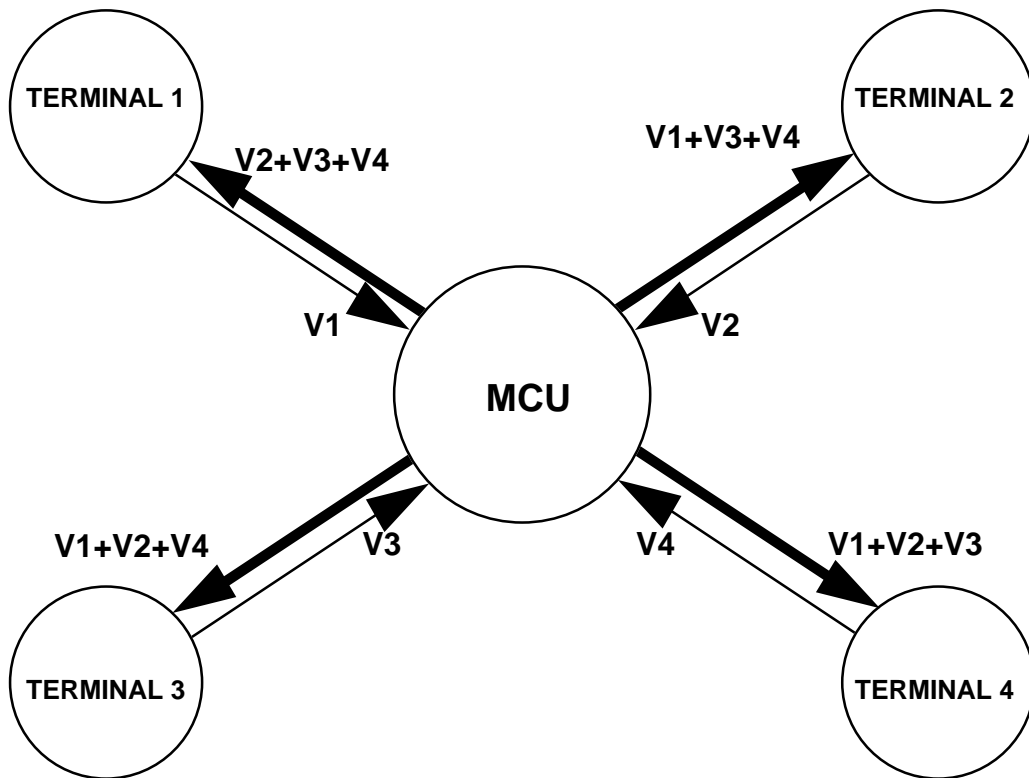 TERMINAL 1
TERMINAL 2
V2+V3+V4
V1+V3+V4
V1
V2
MCU
V1+V2+V4
V3
V4
V1+V2+V3
TERMINAL 3
TERMINAL 4